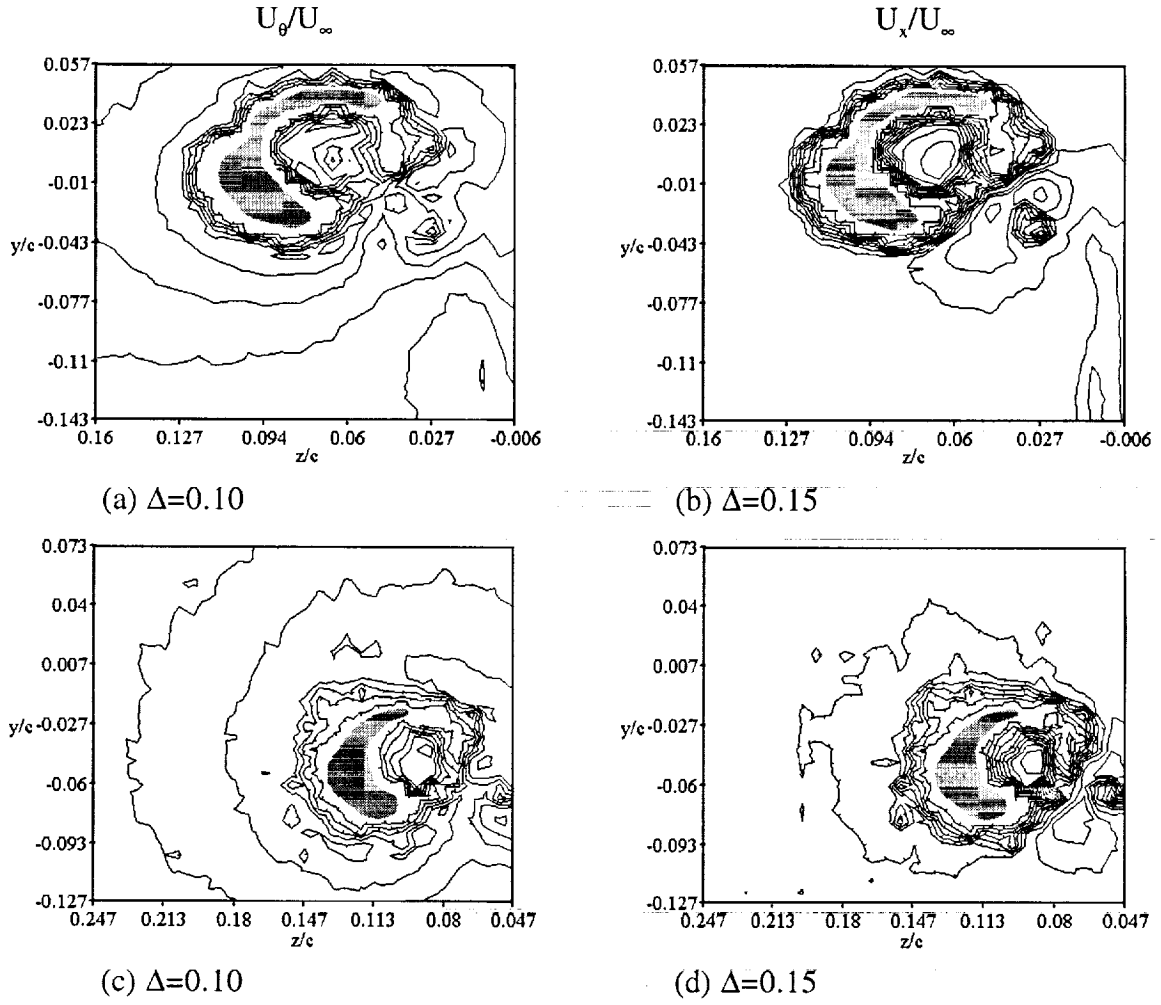 U_θ/U_∞
U_x/U_∞
0.057
0.023
-0.01
y/c -0.043
-0.077
-0.11
-0.143
0.16 0.127 0.094 0.06 0.027 -0.006
z/c
(a) Δ=0.10
0.057
0.023
-0.01
y/c -0.043
-0.077
-0.11
-0.143
0.16 0.127 0.094 0.06 0.027 -0.006
z/c
(b) Δ=0.15
0.073
0.04
0.007
y/c -0.027
-0.06
-0.093
-0.127
0.247 0.213 0.18 0.147 0.113 0.08 0.047
z/c
(c) Δ=0.10
0.073
0.04
0.007
y/c -0.027
-0.06
-0.093
-0.127
0.247 0.213 0.18 0.147 0.113 0.08 0.047
z/c
(d) Δ=0.15